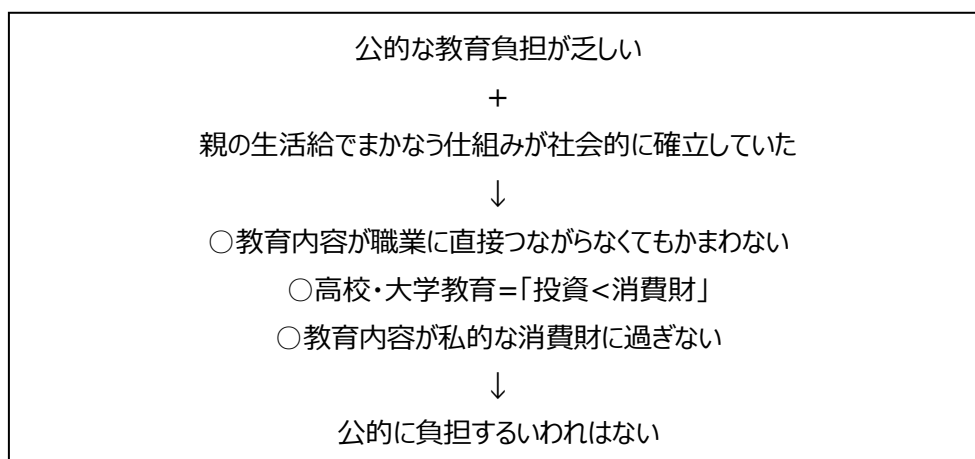 公的な教育負担が乏しい
+
親の生活給でまかなう仕組みが社会的に確立していた
↓
○教育内容が職業に直接つながらなくてもかまわない
○高校・大学教育=「投資<消費財」
○教育内容が私的な消費財に過ぎない
↓
公的に負担するいわれはない